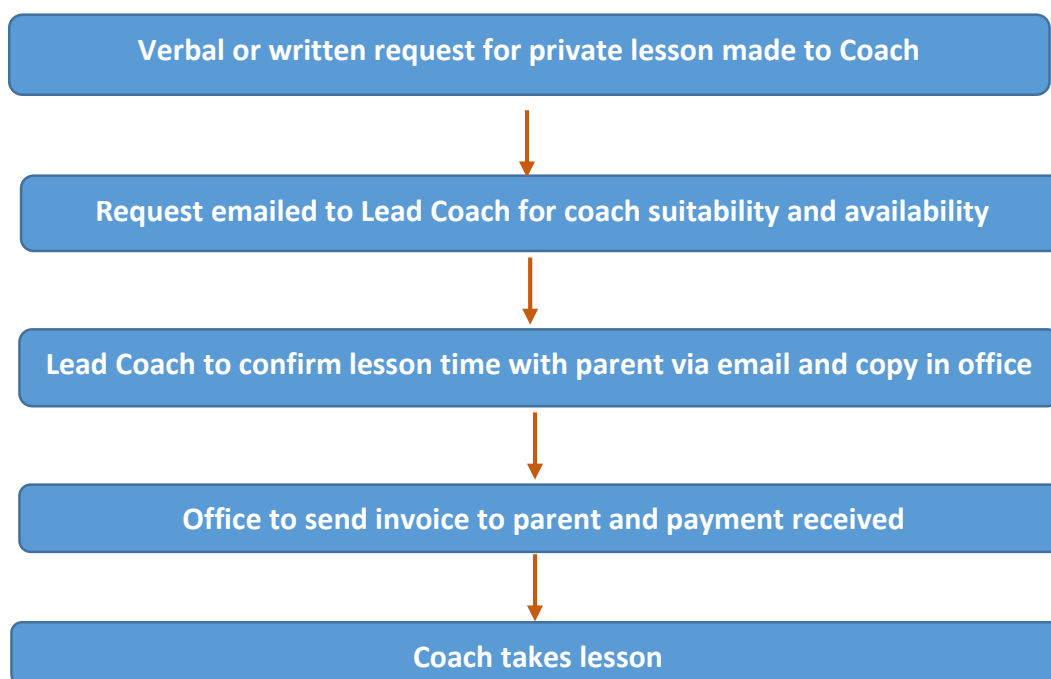 Verbal or written request for private lesson made to Coach
Request emailed to Lead Coach for coach suitability and availability
Lead Coach to confirm lesson time with parent via email and copy in office
Office to send invoice to parent and payment received
Coach takes lesson